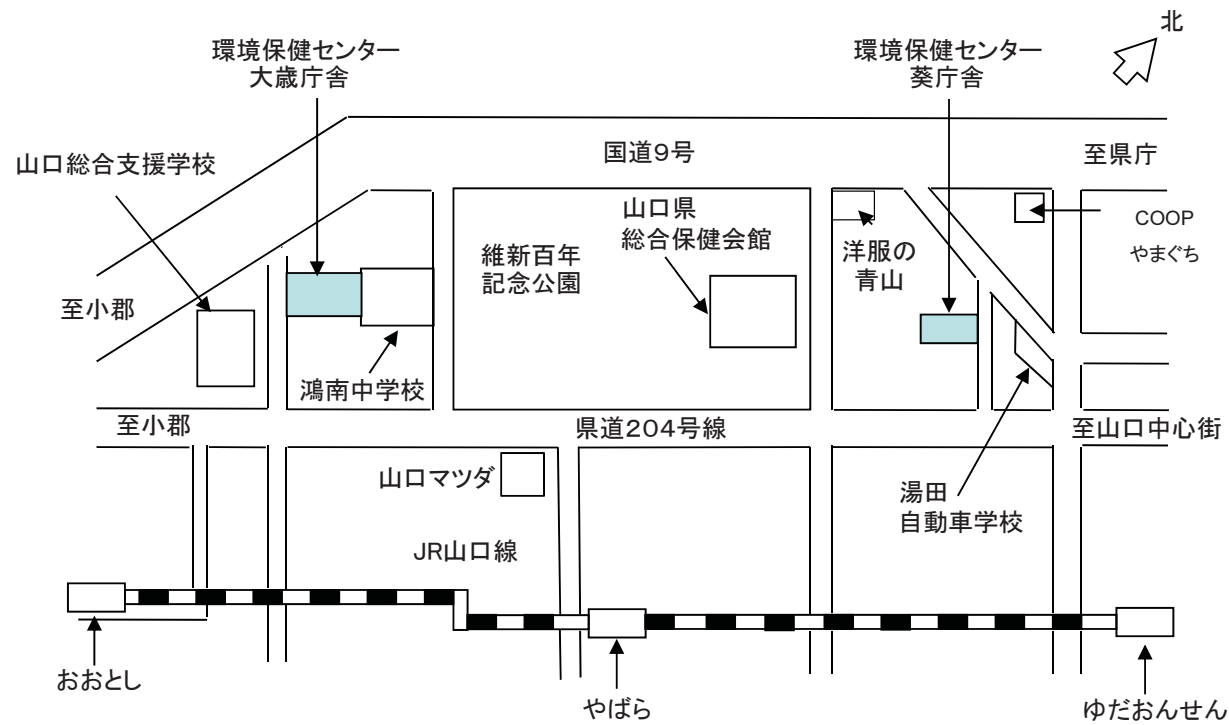 北
環境保健センター
大歳庁舎
環境保健センター
葵庁舎
山口総合支援学校
国道9号
至県庁
山口県
総合保健会館
COOP
やまぐち
維新百年
記念公園
洋服の
青山
至小郡
鴻南中学校
至小郡
県道204号線
至山口中心街
山口マツダ
湯田
自動車学校
JR山口線
おおとし
やばら
ゆだおんせん